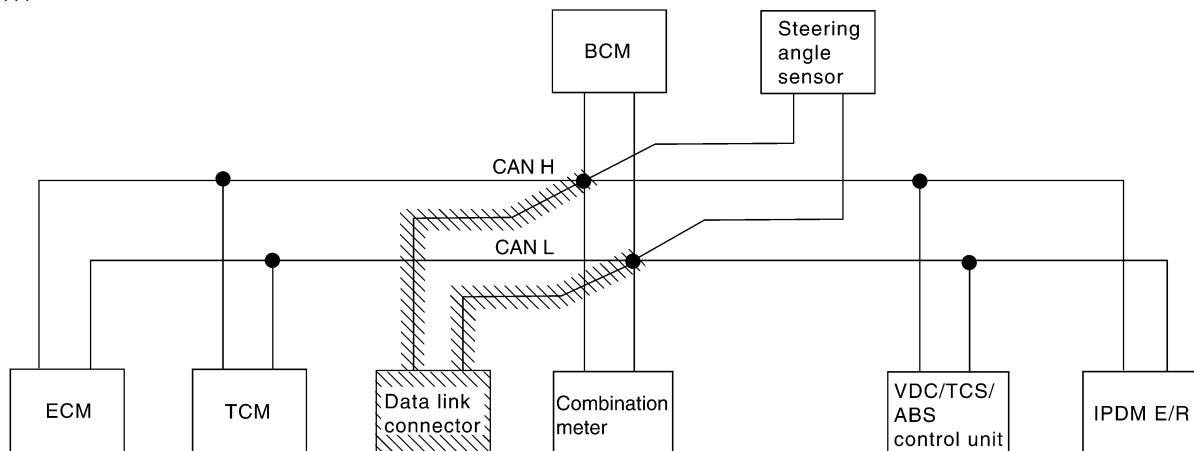 BCM
Steering
angle
sensor
CAN H
CAN L
ECM
TCM
Data link
connector
Combination
meter
VDC/TCS/
ABS
control unit
IPDM E/R